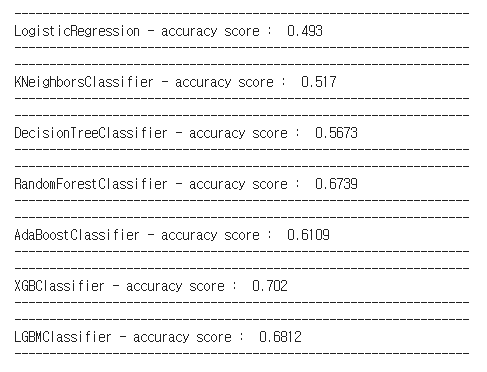 ------------------------------------------------------------------
LogisticRegression - accuracy score :  0.493
------------------------------------------------------------------
------------------------------------------------------------------
KNeighborsClassifier - accuracy score :  0.517
------------------------------------------------------------------
------------------------------------------------------------------
DecisionTreeClassifier - accuracy score :  0.5673
------------------------------------------------------------------
------------------------------------------------------------------
RandomForestClassifier - accuracy score :  0.6739
------------------------------------------------------------------
------------------------------------------------------------------
AdaBoostClassifier - accuracy score :  0.6109
------------------------------------------------------------------
------------------------------------------------------------------
XGBClassifier - accuracy score :  0.702
------------------------------------------------------------------
------------------------------------------------------------------
LGBMClassifier - accuracy score :  0.6812
------------------------------------------------------------------